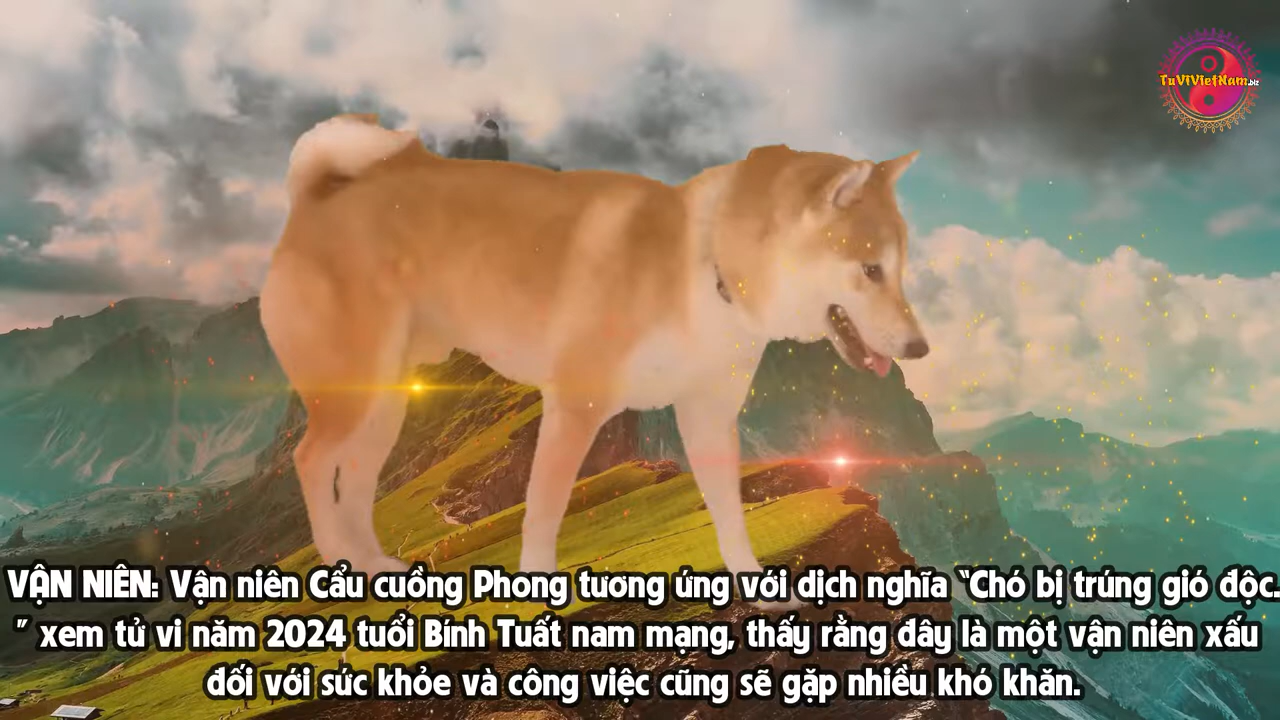 TuViVietNam.biz
VẬN NIÊN: Vận niên Cẩu cuồng Phong tương ứng với dịch nghĩa “Chó bị trúng gió độc.
” xem tử vi năm 2024 tuổi Bính Tuất nam mạng, thấy rằng đây là một vận niên xấu
đối với sức khỏe và công việc cũng sẽ gặp nhiều khó khăn.